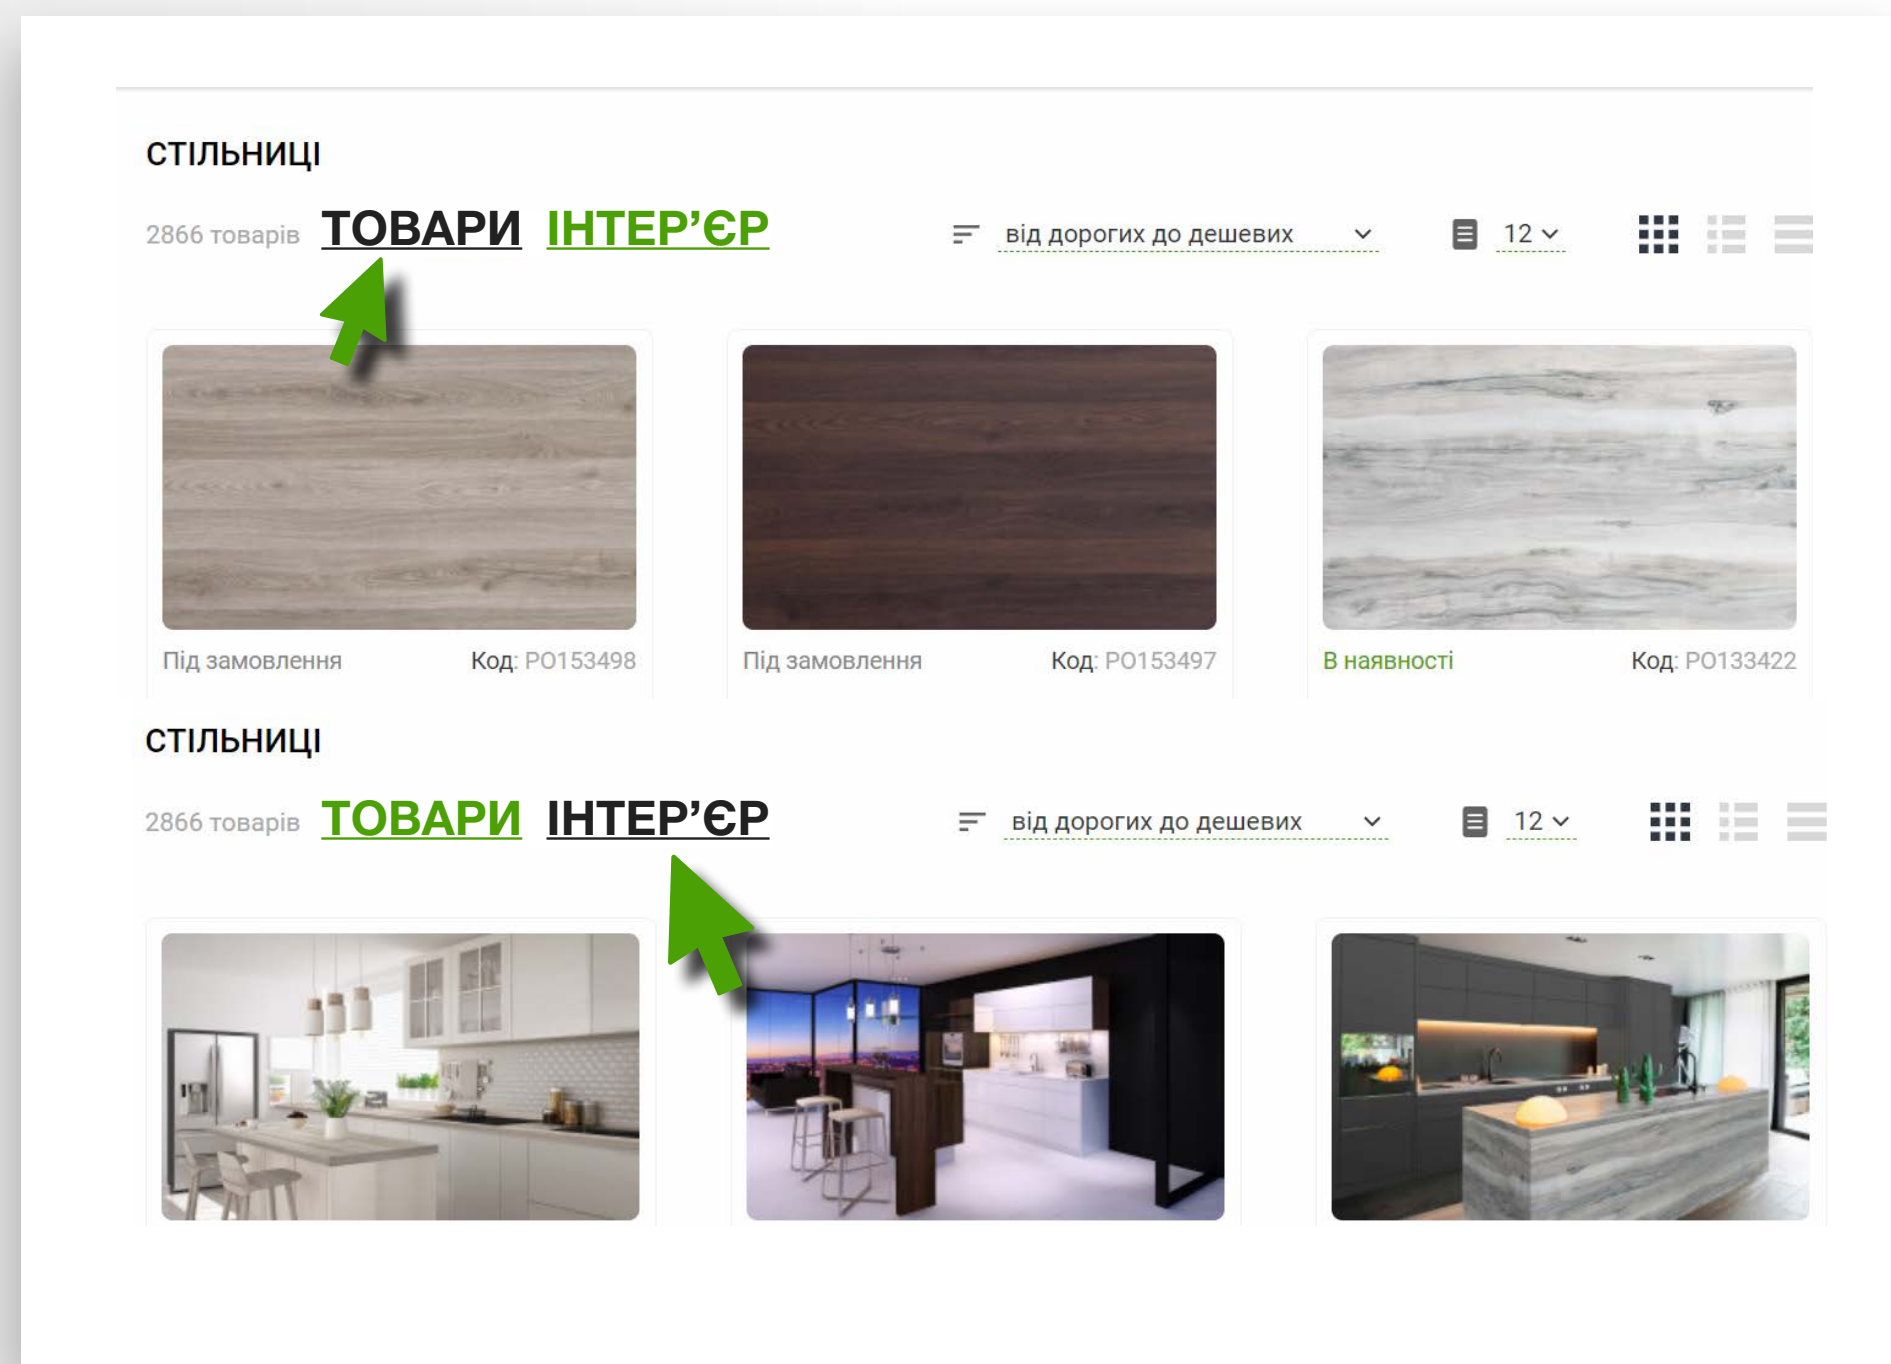 СТІЛЬНИЦІ
2866 товарів ТОВАРИ ІНТЕР’ЄР від дорогих до дешевих 12
Під замовлення Код: PO153498 Під замовлення Код: PO153497 В наявності Код: PO133422
СТІЛЬНИЦІ
2866 товарів ТОВАРИ ІНТЕР’ЄР від дорогих до дешевих 12